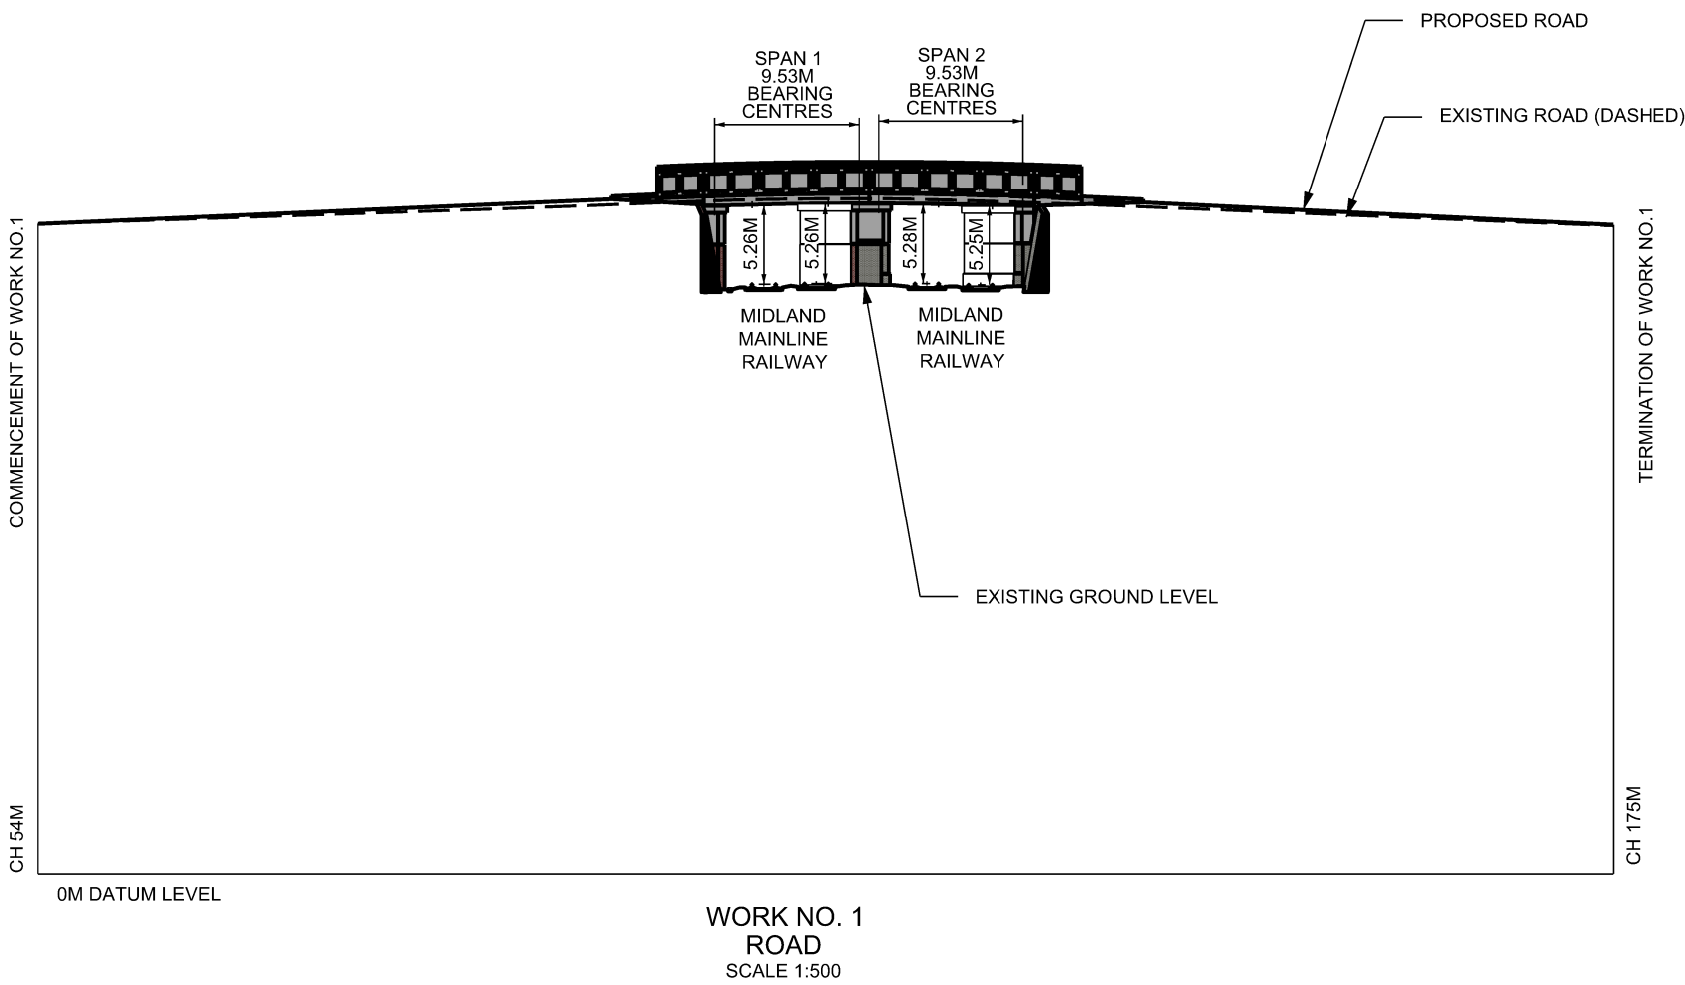 PROPOSED ROAD
EXISTING ROAD (DASHED)
SPAN 1
9.53M
BEARING
CENTRES
SPAN 2
9.53M
BEARING
CENTRES
5.26M
5.26M
5.28M
5.25M
MIDLAND
MAINLINE
RAILWAY
MIDLAND
MAINLINE
RAILWAY
COMMENCEMENT OF WORK NO.1
TERMINATION OF WORK NO.1
EXISTING GROUND LEVEL
CH 54M
CH 175M
0M DATUM LEVEL
WORK NO. 1
ROAD
SCALE 1:500